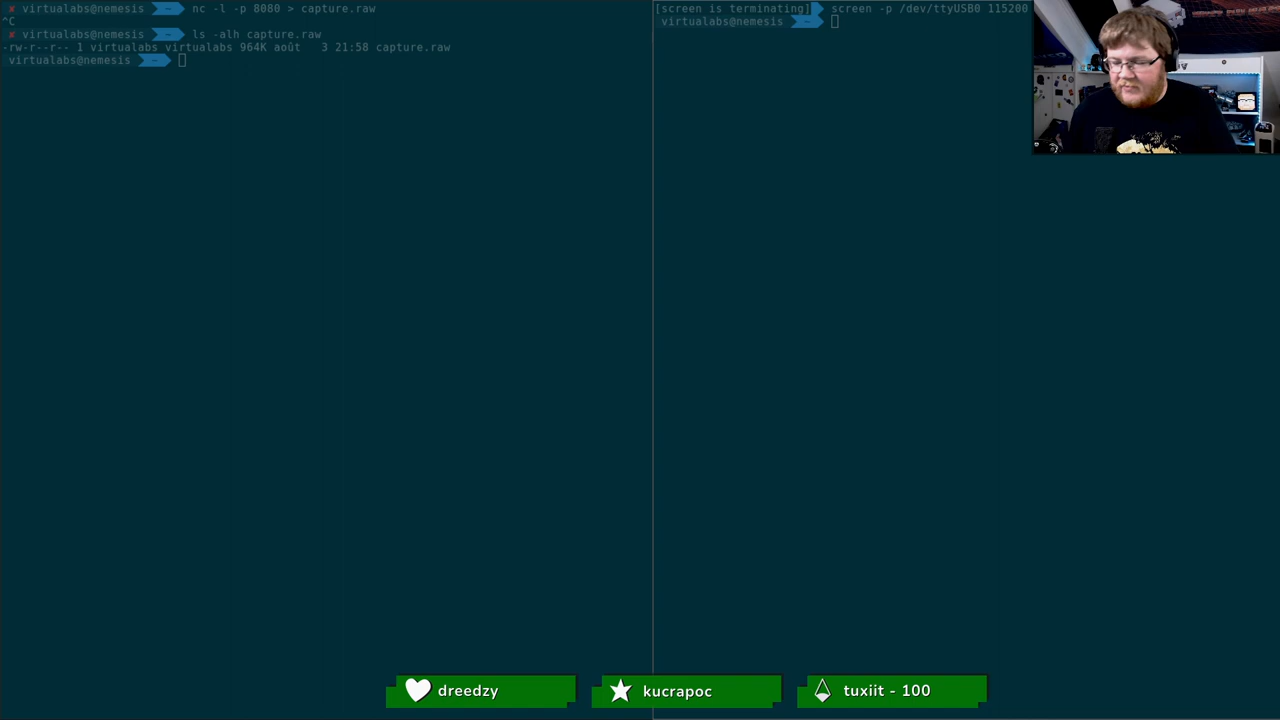 ✘ virtualabs@nemesis ~ nc -l -p 8080 > capture.raw
^C
✘ virtualabs@nemesis ~ ls -alh capture.raw
-rw-r--r-- 1 virtualabs virtualabs 964K août   3 21:58 capture.raw
virtualabs@nemesis ~
[screen is terminating] screen -p /dev/ttyUSB0 115200
virtualabs@nemesis ~
dreedzy
kucrapoc
tuxiit - 100